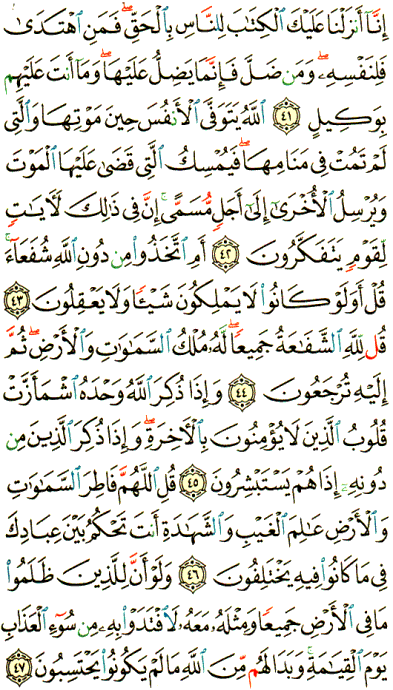 إِنَّآ أَنزَلْنَا عَلَيْكَ ٱلْكِتَٰبَ لِلنَّاسِ بِٱلْحَقِّ ۖ فَمَنِ ٱهْتَدَىٰ
فَلِنَفْسِهِۦ ۖ وَمَن ضَلَّ فَإِنَّمَا يَضِلُّ عَلَيْهَا ۖ وَمَآ أَنتَ عَلَيْهِم
بِوَكِيلٍ ٤١ ٱللَّهُ يَتَوَفَّى ٱلْأَنفُسَ حِينَ مَوْتِهَا وَٱلَّتِى
لَمْ تَمُتْ فِى مَنَامِهَا ۖ فَيُمْسِكُ ٱلَّتِى قَضَىٰ عَلَيْهَا ٱلْمَوْتَ
وَيُرْسِلُ ٱلْأُخْرَىٰٓ إِلَىٰٓ أَجَلٍ مُّسَمًّى ۚ إِنَّ فِى ذَٰلِكَ لَءَايَٰتٍ
لِّقَوْمٍ يَتَفَكَّرُونَ ٤٢ أَمِ ٱتَّخَذُوا۟ مِن دُونِ ٱللَّهِ شُفَعَآءَ ۚ
قُلْ أَوَلَوْ كَانُوا۟ لَا يَمْلِكُونَ شَيْـًٔا وَلَا يَعْقِلُونَ ٤٣
قُل لِّلَّهِ ٱلشَّفَٰعَةُ جَمِيعًا ۖ لَّهُۥ مُلْكُ ٱلسَّمَٰوَٰتِ وَٱلْأَرْضِ ۖ ثُمَّ
إِلَيْهِ تُرْجَعُونَ ٤٤ وَإِذَا ذُكِرَ ٱللَّهُ وَحْدَهُ ٱشْمَأَزَّتْ
قُلُوبُ ٱلَّذِينَ لَا يُؤْمِنُونَ بِٱلْءَاخِرَةِ ۖ وَإِذَا ذُكِرَ ٱلَّذِينَ مِن
دُونِهِۦٓ إِذَا هُمْ يَسْتَبْشِرُونَ ٤٥ قُلِ ٱللَّهُمَّ فَاطِرَ ٱلسَّمَٰوَٰتِ
وَٱلْأَرْضِ عَٰلِمَ ٱلْغَيْبِ وَٱلشَّهَٰدَةِ أَنتَ تَحْكُمُ بَيْنَ عِبَادِكَ
فِى مَا كَانُوا۟ فِيهِ يَخْتَلِفُونَ ٤٦ وَلَوْ أَنَّ لِلَّذِينَ ظَلَمُوا۟
مَا فِى ٱلْأَرْضِ جَمِيعًا وَمِثْلَهُۥ مَعَهُۥ لَٱفْتَدَوْا۟ بِهِۦ مِن سُوٓءِ ٱلْعَذَابِ
يَوْمَ ٱلْقِيَٰمَةِ ۚ وَبَدَا لَهُم مِّنَ ٱللَّهِ مَا لَمْ يَكُونُوا۟ يَحْتَسِبُونَ ٤٧